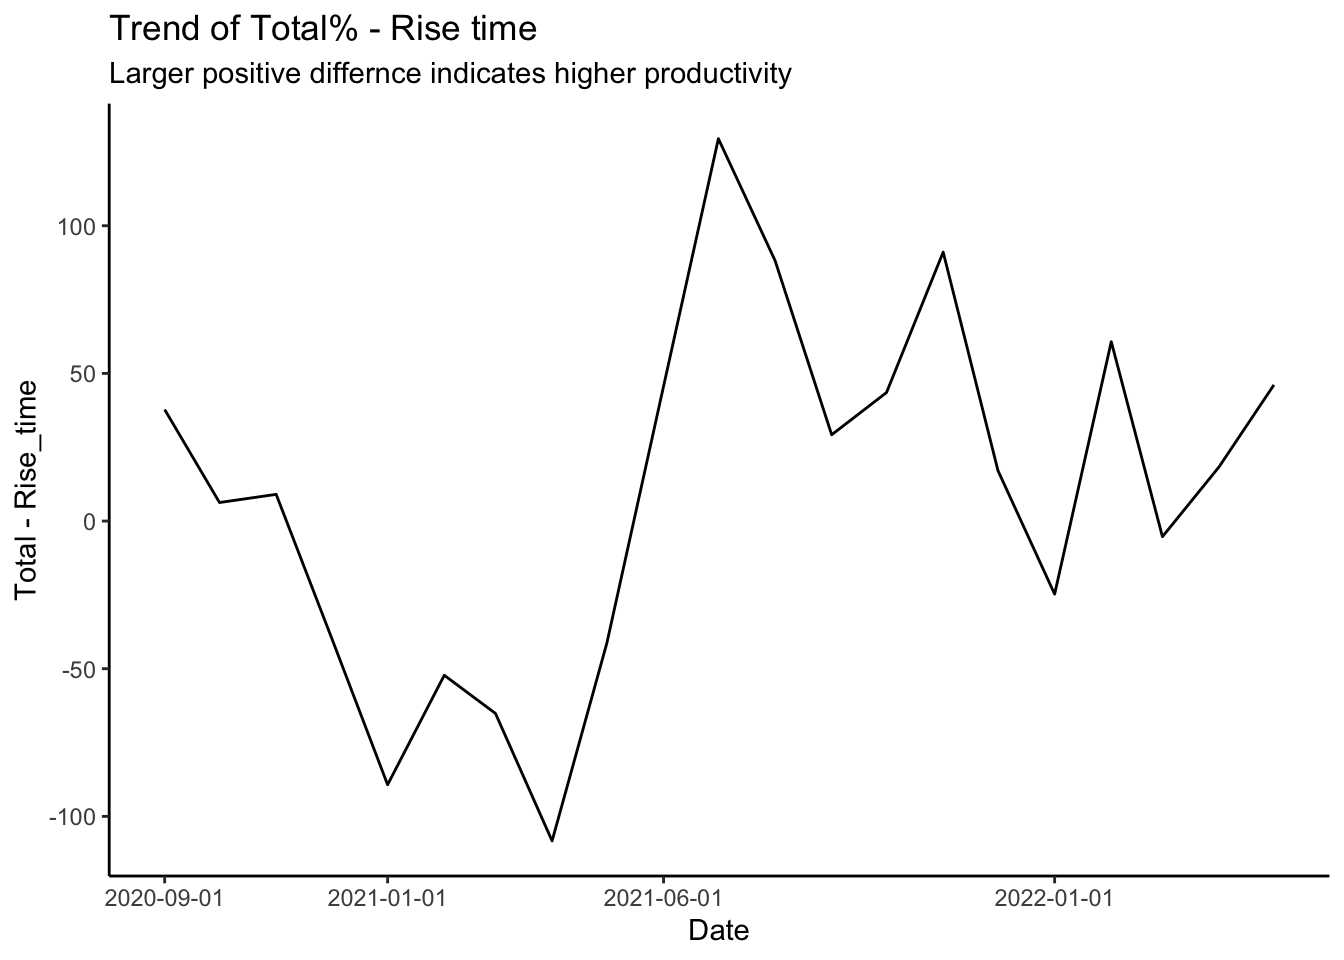 Trend of Total% - Rise time
Larger positive differnce indicates higher productivity
Total - Rise_time
100
50
0
-50
-100
2020-09-01 2021-01-01 2021-06-01 2022-01-01
Date